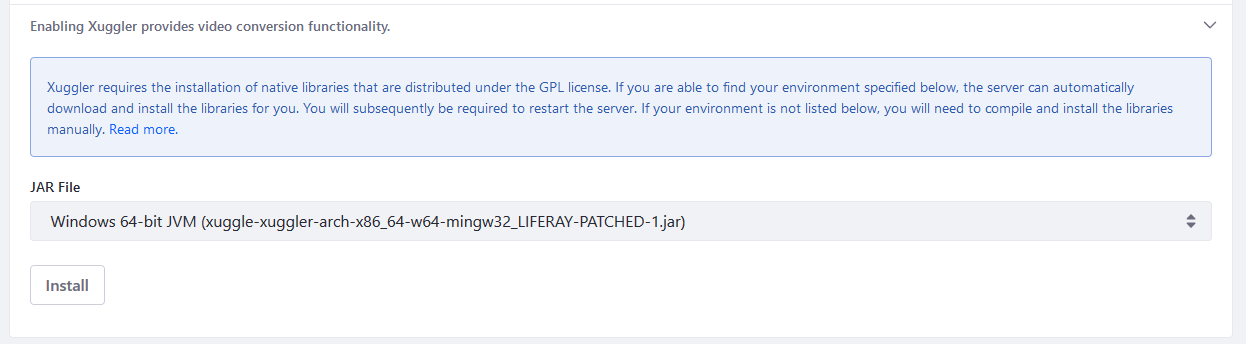 Enabling Xuggler provides video conversion functionality.
Xuggler requires the installation of native libraries that are distributed under the GPL license. If you are able to find your environment specified below, the server can automatically
download and install the libraries for you. You will subsequently be required to restart the server. If your environment is not listed below, you will need to compile and install the libraries
manually. Read more.
JAR File
Windows 64-bit JVM (xuggle-xuggler-arch-x86_64-w64-mingw32_LIFERAY-PATCHED-1.jar)
Install